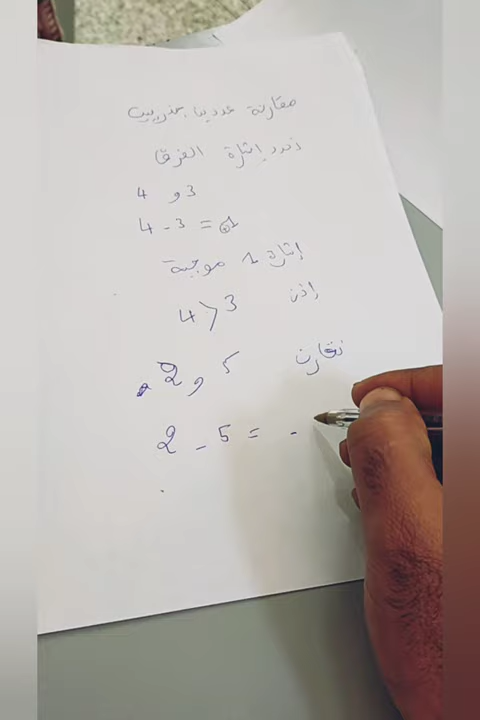 مقارنة عددين جذريين
ندرس إشارة الفرق
4 و 3
4 - 3 = 1
إشارة 1 موجبة
إذن 4 > 3
نقارن 2 و 5
2 - 5 = -